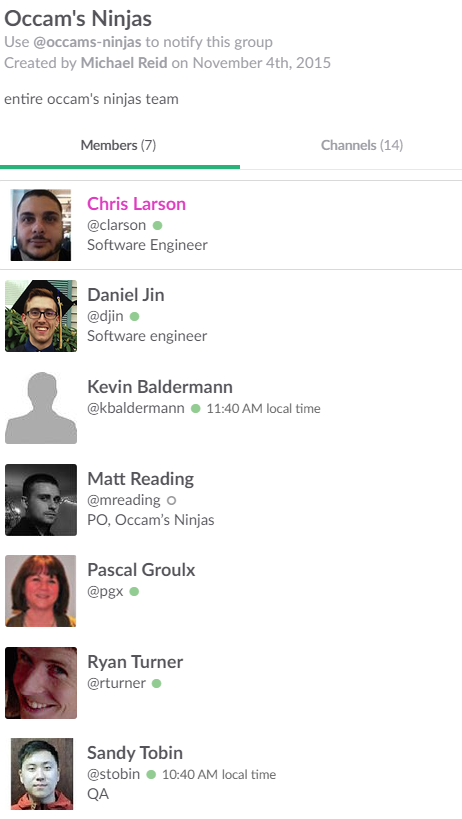 Occam's Ninjas
Use @occams-ninjas to notify this group
Created by Michael Reid on November 4th, 2015
entire occam's ninjas team
Members (7)
Channels (14)
Chris Larson
@clarson
Software Engineer
Daniel Jin
@djin
Software engineer
Kevin Baldermann
@kbaldermann 11:40 AM local time
Matt Reading
@mreading
PO, Occam's Ninjas
Pascal Groulx
@pgx
Ryan Turner
@rturner
Sandy Tobin
@stobin 10:40 AM local time
QA